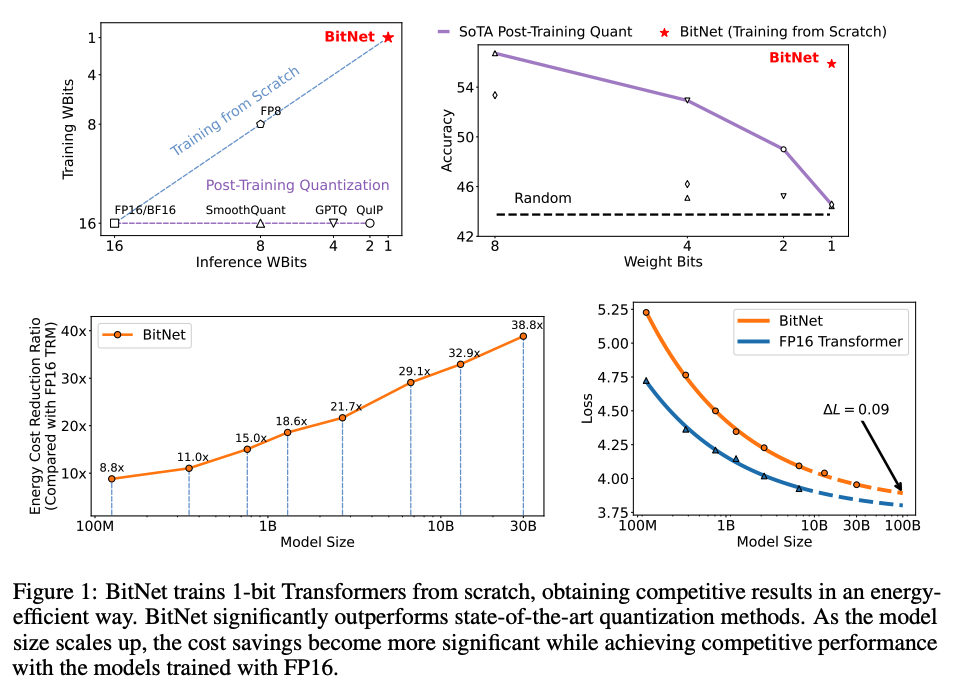 1
4
8
16
Training WBits
BitNet
Training from Scratch
FP8
Post-Training Quantization
FP16/BF16
SmoothQuant
GPTQ
QuIP
16
8
4
2
1
Inference WBits
SoTA Post-Training Quant
BitNet (Training from Scratch)
54
50
46
42
Accuracy
BitNet
Random
8
4
2
1
Weight Bits
40x
30x
20x
10x
Energy Cost Reduction Ratio
(Compared with FP16 TRM)
BitNet
8.8x
11.0x
15.0x
18.6x
21.7x
29.1x
32.9x
38.8x
100M
1B
10B
30B
Model Size
5.25
5.00
4.75
4.50
4.25
4.00
3.75
Loss
BitNet
FP16 Transformer
ΔL = 0.09
100M
1B
10B
30B
100B
Model Size
Figure 1: BitNet trains 1-bit Transformers from scratch, obtaining competitive results in an energy-
efficient way. BitNet significantly outperforms state-of-the-art quantization methods. As the model
size scales up, the cost savings become more significant while achieving competitive performance
with the models trained with FP16.